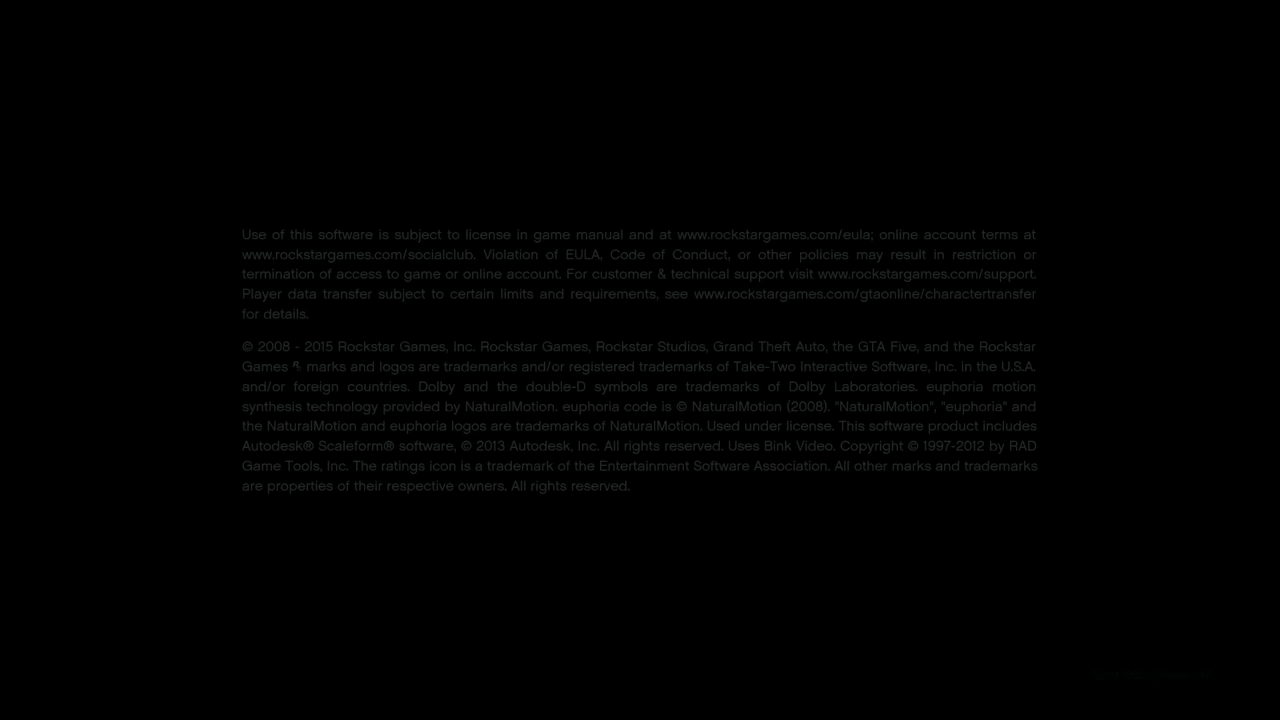 Use of this software is subject to license in game manual and at www.rockstargames.com/eula; online account terms at
www.rockstargames.com/socialclub. Violation of EULA, Code of Conduct, or other policies may result in restriction or
termination of access to game or online account. For customer & technical support visit www.rockstargames.com/support.
Player data transfer subject to certain limits and requirements, see www.rockstargames.com/gtaonline/charactertransfer
for details.
© 2008 - 2015 Rockstar Games, Inc. Rockstar Games, Rockstar Studios, Grand Theft Auto, the GTA Five, and the Rockstar
Games R* marks and logos are trademarks and/or registered trademarks of Take-Two Interactive Software, Inc. in the U.S.A.
and/or foreign countries. Dolby and the double-D symbols are trademarks of Dolby Laboratories. euphoria motion
synthesis technology provided by NaturalMotion. euphoria code is © NaturalMotion (2008). "NaturalMotion", "euphoria" and
the NaturalMotion and euphoria logos are trademarks of NaturalMotion. Used under license. This software product includes
Autodesk® Scaleform® software, © 2013 Autodesk, Inc. All rights reserved. Uses Bink Video. Copyright © 1997-2012 by RAD
Game Tools, Inc. The ratings icon is a trademark of the Entertainment Software Association. All other marks and trademarks
are properties of their respective owners. All rights reserved.